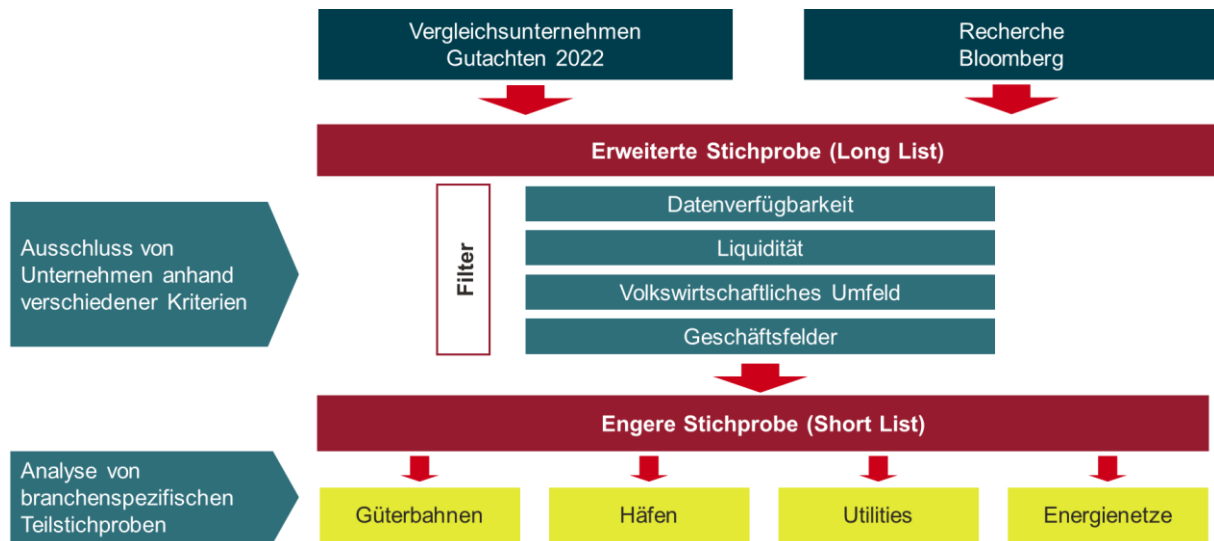 Vergleichsunternehmen
Gutachten 2022
Recherche
Bloomberg
Erweiterte Stichprobe (Long List)
Ausschluss von
Unternehmen anhand
verschiedener Kriterien
Filter
Datenverfügbarkeit
Liquidität
Volkswirtschaftliches Umfeld
Geschäftsfelder
Engere Stichprobe (Short List)
Analyse von
branchenspezifischen
Teilstichproben
Güterbahnen
Häfen
Utilities
Energienetze